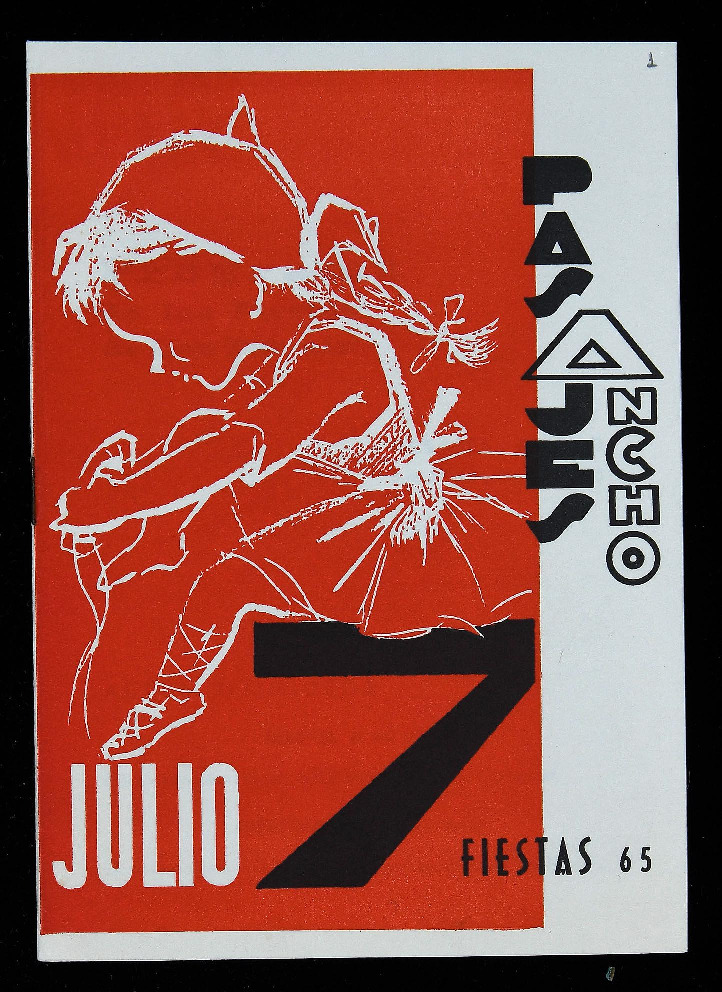 1
PASAJES
ANCHO
JULIO 7
FIESTAS 65